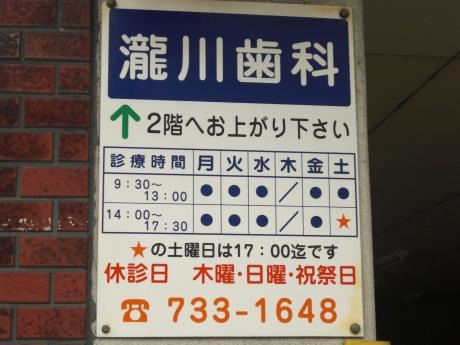 瀧川歯科
↑2階へお上がり下さい
診療時間 月 火 水 木 金 土
9：30〜13：00 ● ● ● ／ ● ●
14：00〜17：30 ● ● ● ／ ● ★
★の土曜日は17：00迄です
休診日 木曜・日曜・祝祭日
☎ 733-1648